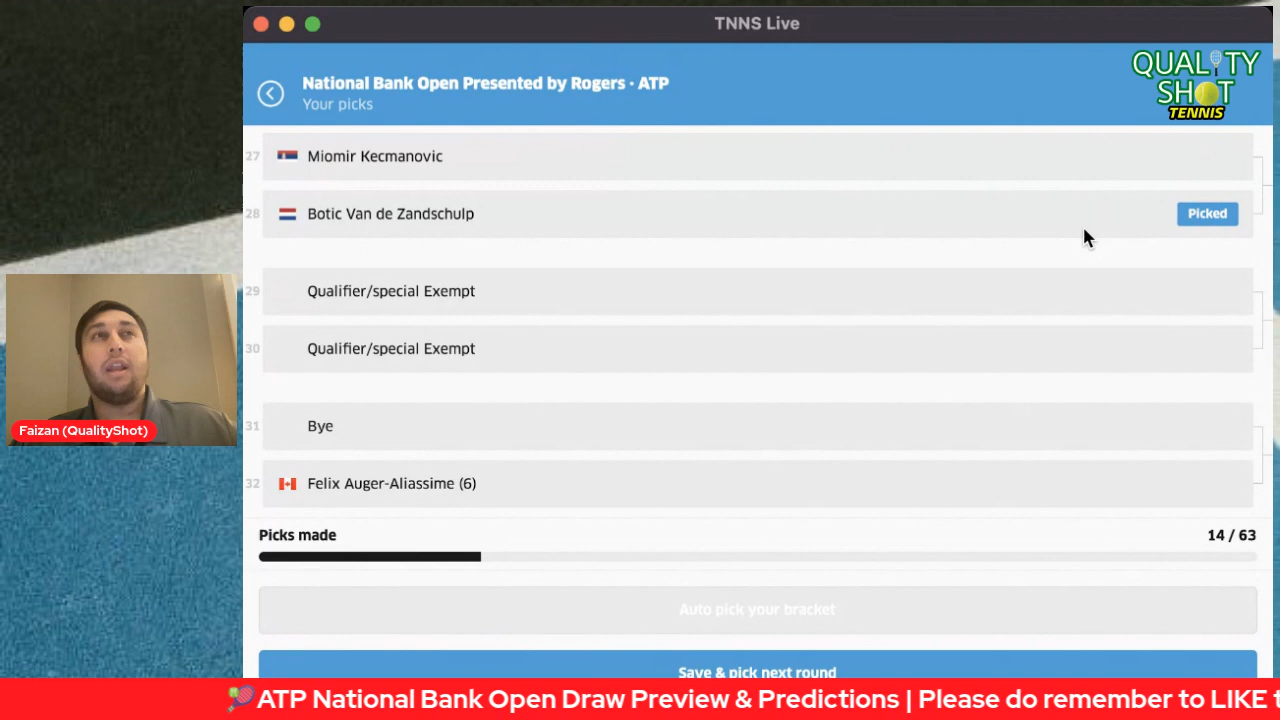 TNNS Live
National Bank Open Presented by Rogers · ATP
Your picks
QUALITY
SHOT
TENNIS
27 Miomir Kecmanovic
28 Botic Van de Zandschulp Picked
29 Qualifier/special Exempt
30 Qualifier/special Exempt
31 Bye
32 Felix Auger-Aliassime (6)
Faizan (QualityShot)
Picks made 14 / 63
Auto pick your bracket
Save & pick next round
ATP National Bank Open Draw Preview & Predictions | Please do remember to LIKE